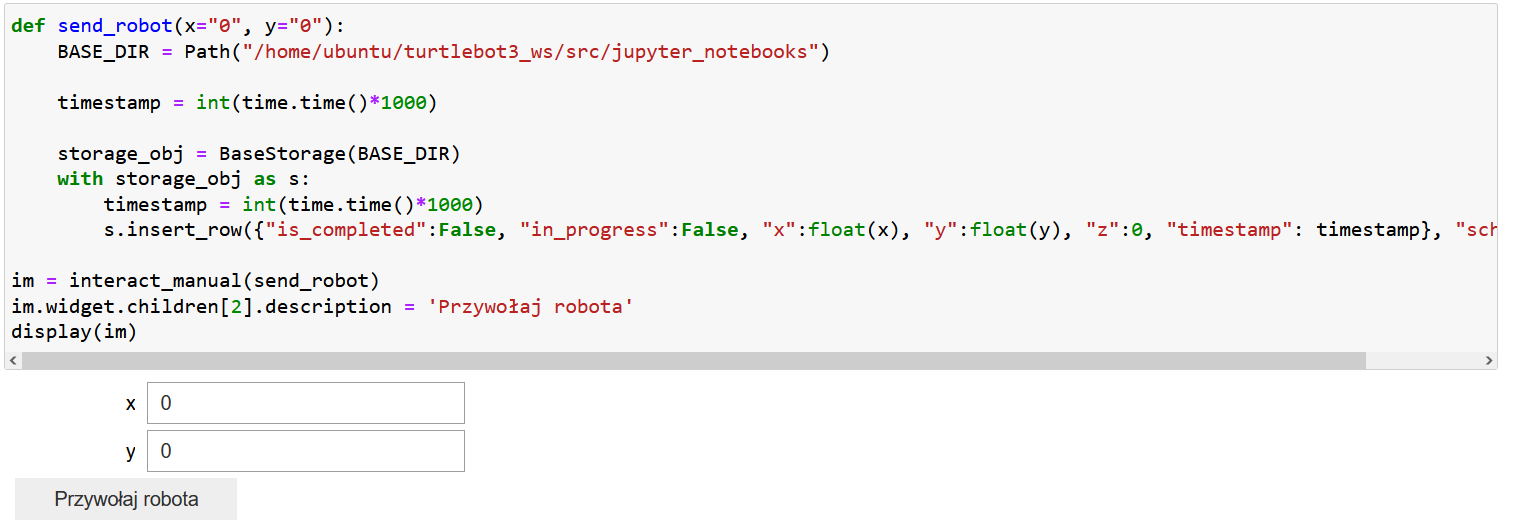 def send_robot(x="0", y="0"):
    BASE_DIR = Path("/home/ubuntu/turtlebot3_ws/src/jupyter_notebooks")
    timestamp = int(time.time()*1000)
    storage_obj = BaseStorage(BASE_DIR)
    with storage_obj as s:
        timestamp = int(time.time()*1000)
        s.insert_row({"is_completed":False, "in_progress":False, "x":float(x), "y":float(y), "z":0, "timestamp": timestamp}, "sch
im = interact_manual(send_robot)
im.widget.children[2].description = 'Przywołaj robota'
display(im)
x 0
y 0
Przywołaj robota